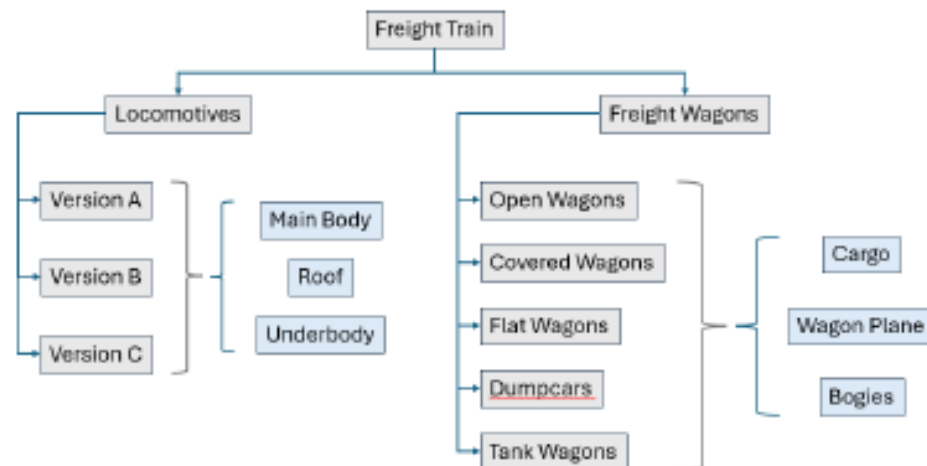 Freight Train
Locomotives
Freight Wagons
Version A
Version B
Version C
Main Body
Roof
Underbody
Open Wagons
Covered Wagons
Flat Wagons
Dumpcars
Tank Wagons
Cargo
Wagon Plane
Bogies